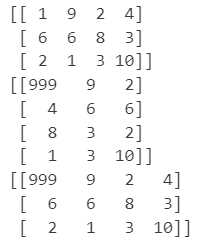 [[ 1 9 2 4]
[ 6 6 8 3]
[ 2 1 3 10]]
[[999 9 2]
[ 4 6 6]
[ 8 3 2]
[ 1 3 10]]
[[999 9 2 4]
[ 6 6 8 3]
[ 2 1 3 10]]